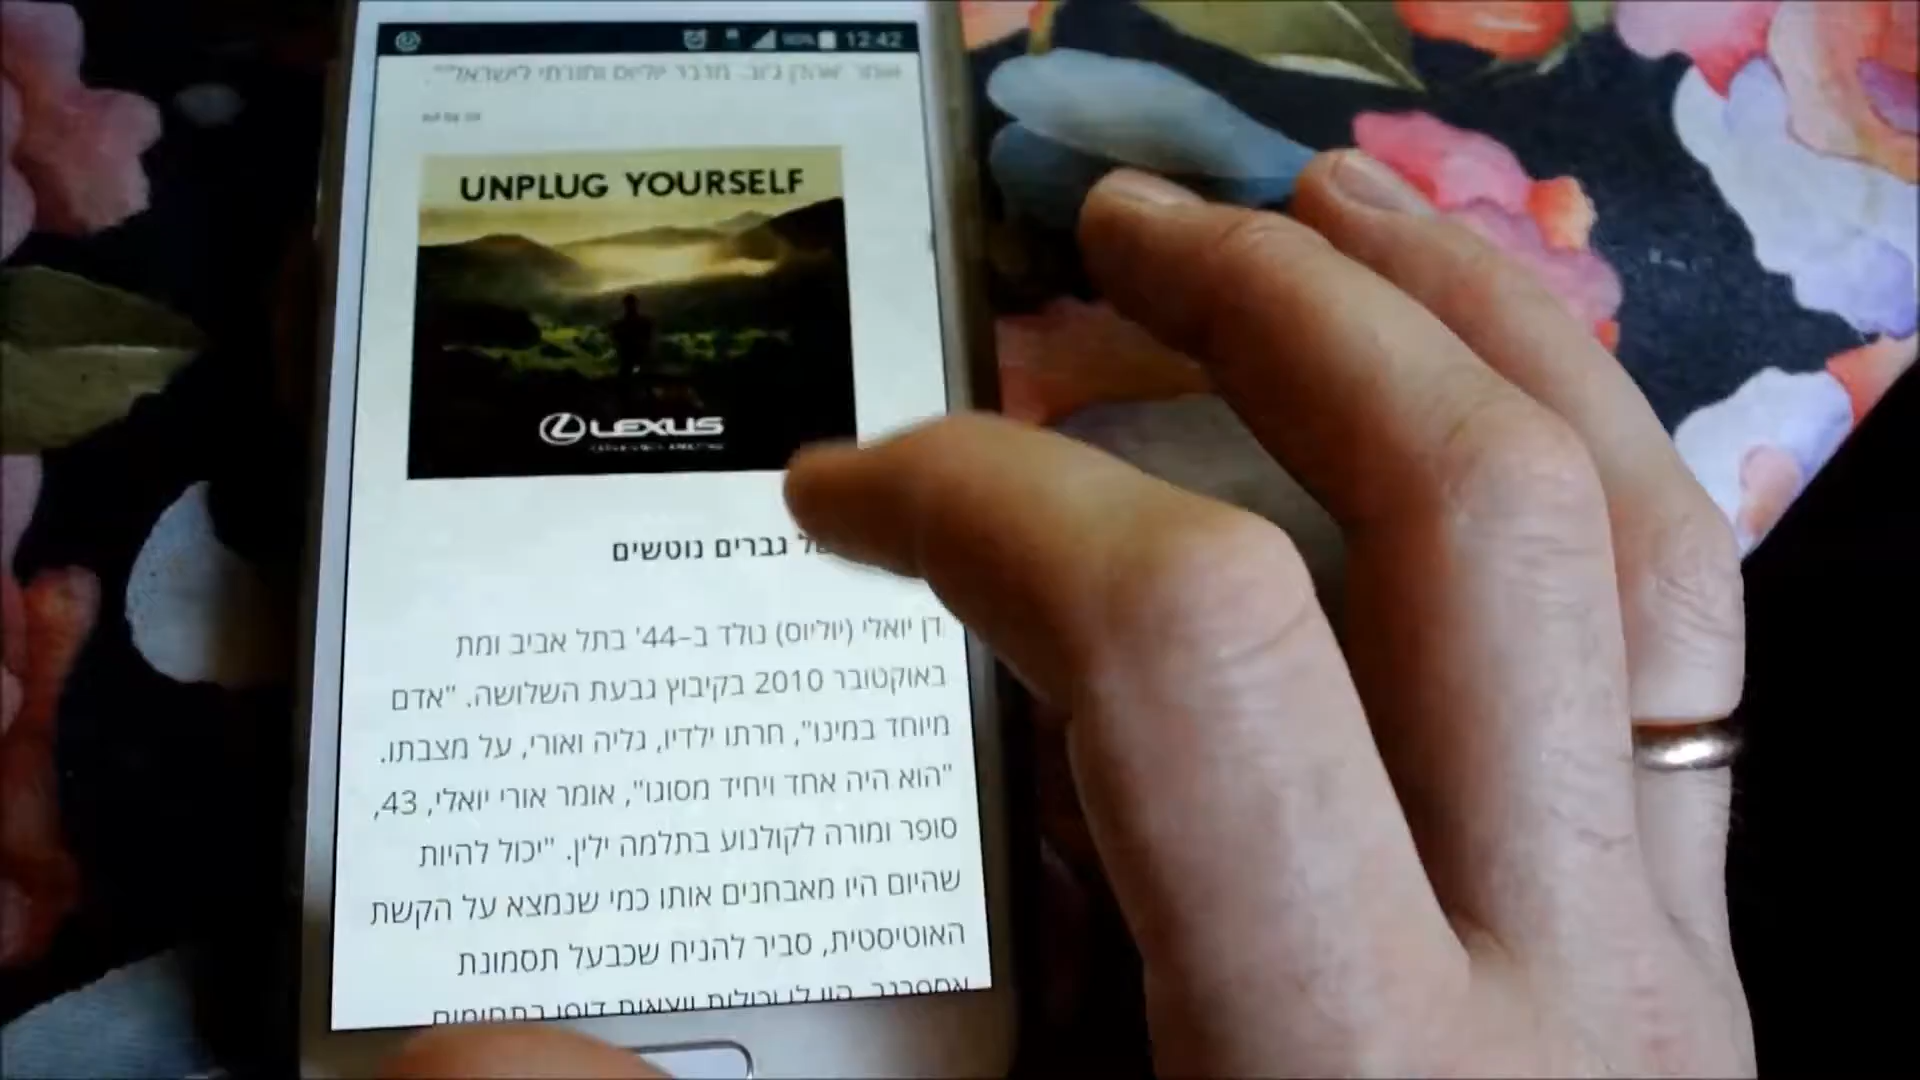 100% 12:42
UNPLUG YOURSELF
LEXUS
גברים נוטשים
דן יואלי (יוליוס) נולד ב-44' בתל אביב ומת
באוקטובר 2010 בקיבוץ גבעת השלושה. "אדם
מיוחד במינו", חרתו ילדיו, גליה ואורי, על מצבתו.
"הוא היה אחד ויחיד מסוגו", אומר אורי יואלי, 43,
סופר ומורה לקולנוע בתלמה ילין. "יכול להיות
שהיום היו מאבחנים אותו כמי שנמצא על הקשת
האוטיסטית, סביר להניח שכבעל תסמונת